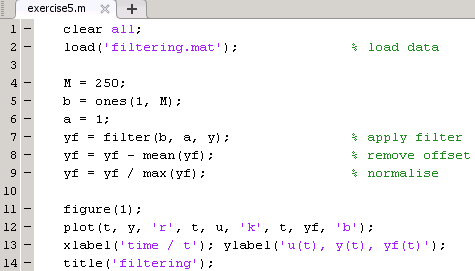 exercise5.m
1 - clear all;
2 - load('filtering.mat'); % load data
3
4 - M = 250;
5 - b = ones(1, M);
6 - a = 1;
7 - yf = filter(b, a, y); % apply filter
8 - yf = yf - mean(yf); % remove offset
9 - yf = yf / max(yf); % normalise
10
11 - figure(1);
12 - plot(t, y, 'r', t, u, 'k', t, yf, 'b');
13 - xlabel('time / t'); ylabel('u(t), y(t), yf(t)');
14 - title('filtering');